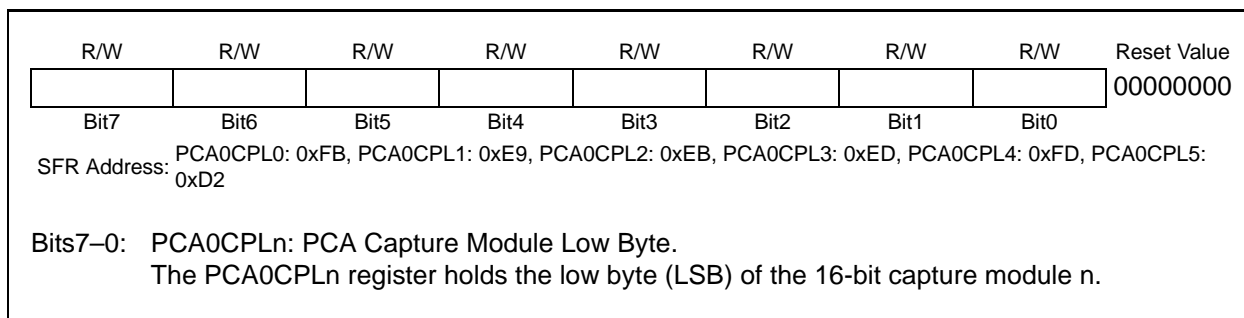 R/W R/W R/W R/W R/W R/W R/W R/W Reset Value
00000000
Bit7 Bit6 Bit5 Bit4 Bit3 Bit2 Bit1 Bit0
SFR Address: PCA0CPL0: 0xFB, PCA0CPL1: 0xE9, PCA0CPL2: 0xEB, PCA0CPL3: 0xED, PCA0CPL4: 0xFD, PCA0CPL5:
0xD2
Bits7–0: PCA0CPLn: PCA Capture Module Low Byte.
The PCA0CPLn register holds the low byte (LSB) of the 16-bit capture module n.